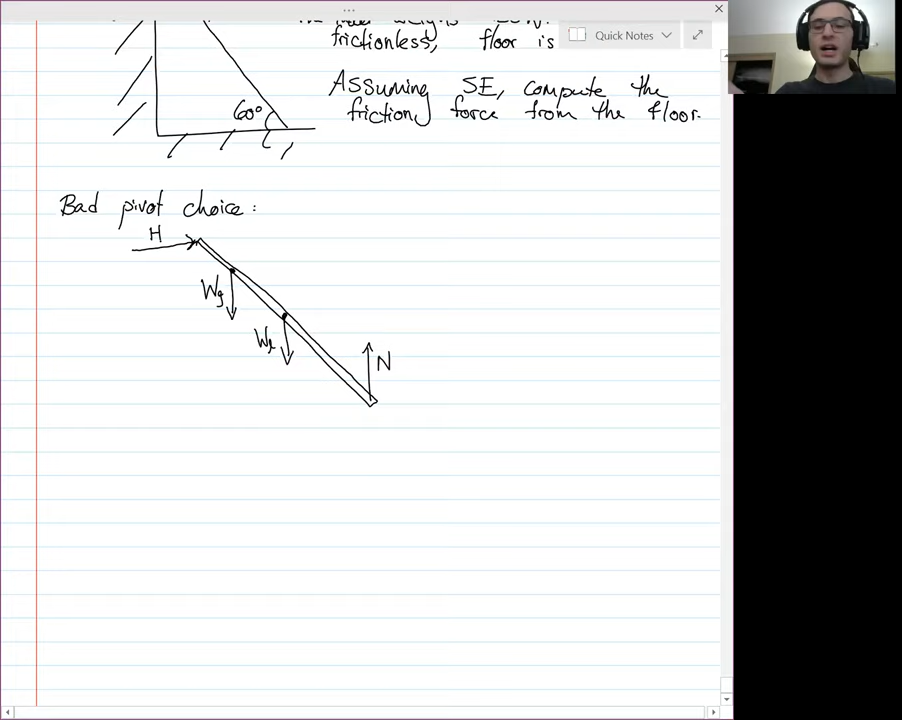 frictionless, floor is
Quick Notes
Assuming SE, compute the
friction force from the floor.
60°
Bad pivot choice:
H
Wg
Wl
N